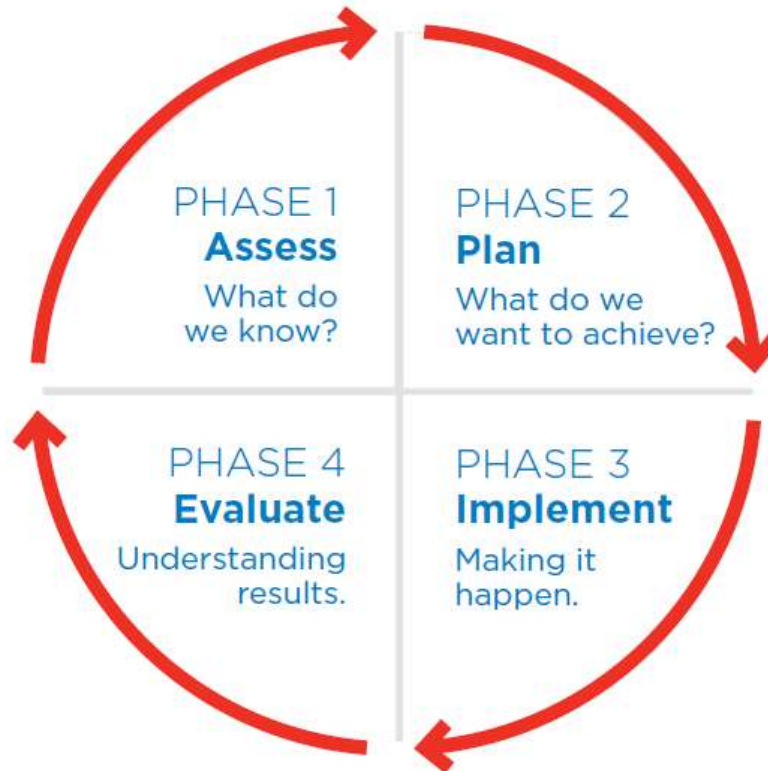 PHASE 1
Assess
What do
we know?
PHASE 2
Plan
What do we
want to achieve?
PHASE 3
Implement
Making it
happen.
PHASE 4
Evaluate
Understanding
results.